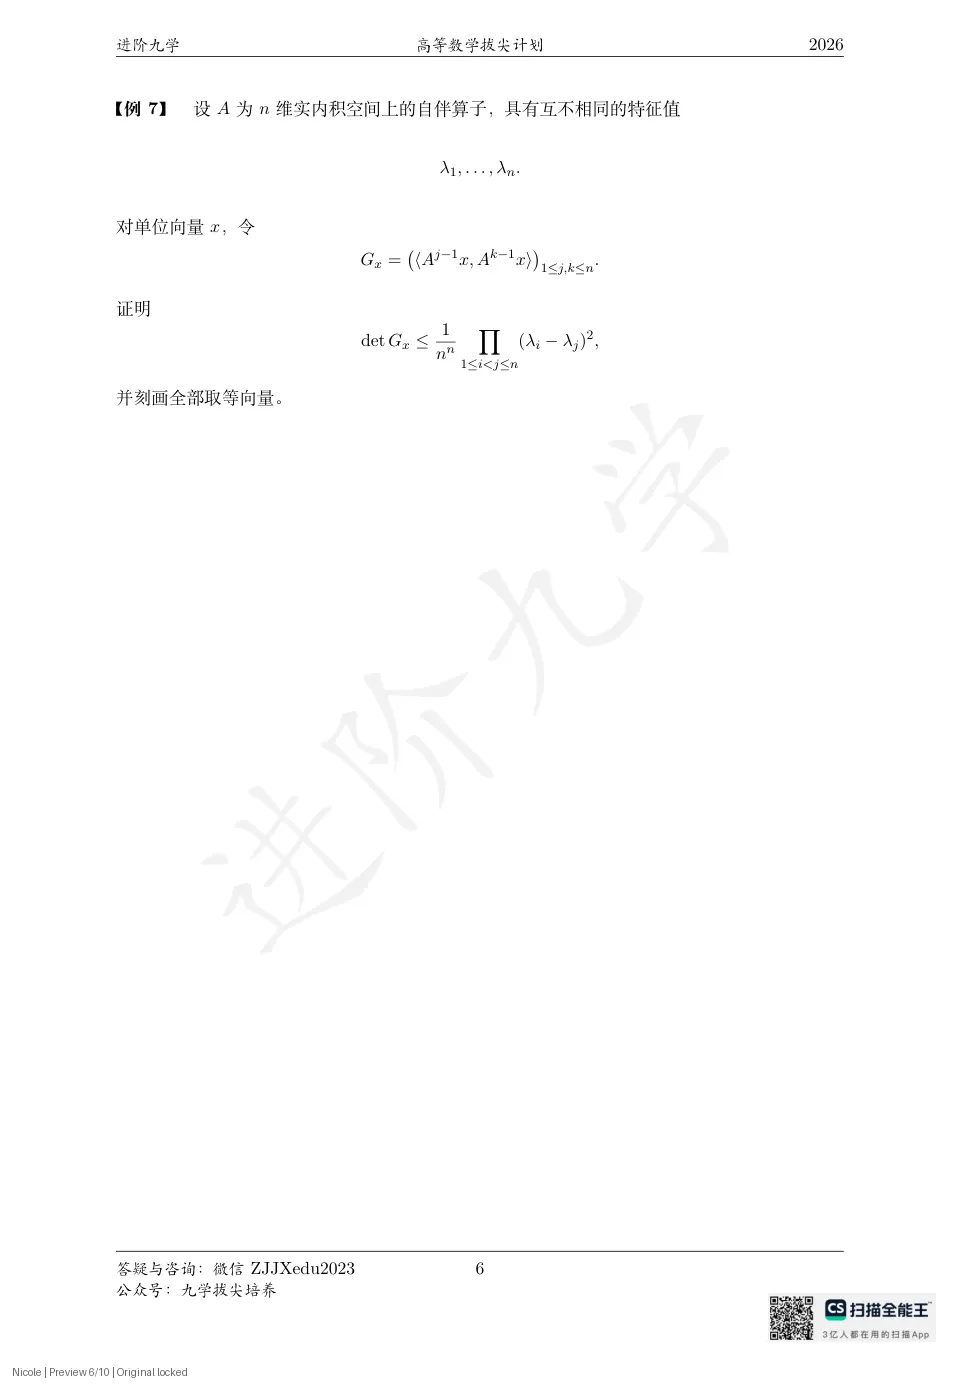 进阶九学 高等数学拔尖计划 2026
【例 7】 设 A 为 n 维实内积空间上的自伴算子，具有互不相同的特征值
λ₁, . . . , λₙ.
对单位向量 x，令
Gₓ = (⟨A^{j−1}x, A^{k−1}x⟩)_{1≤j,k≤n}.
证明
det Gₓ ≤ \frac{1}{n^n} ∏_{1≤i<j≤n} (λ_i − λ_j)²,
并刻画全部取等向量。
进阶九学
答疑与咨询：微信 ZJJXedu2023 6
公众号：九学拔尖培养
CS 扫描全能王™
3亿人都在用的扫描App
Nicole | Preview 6/10 | Original locked